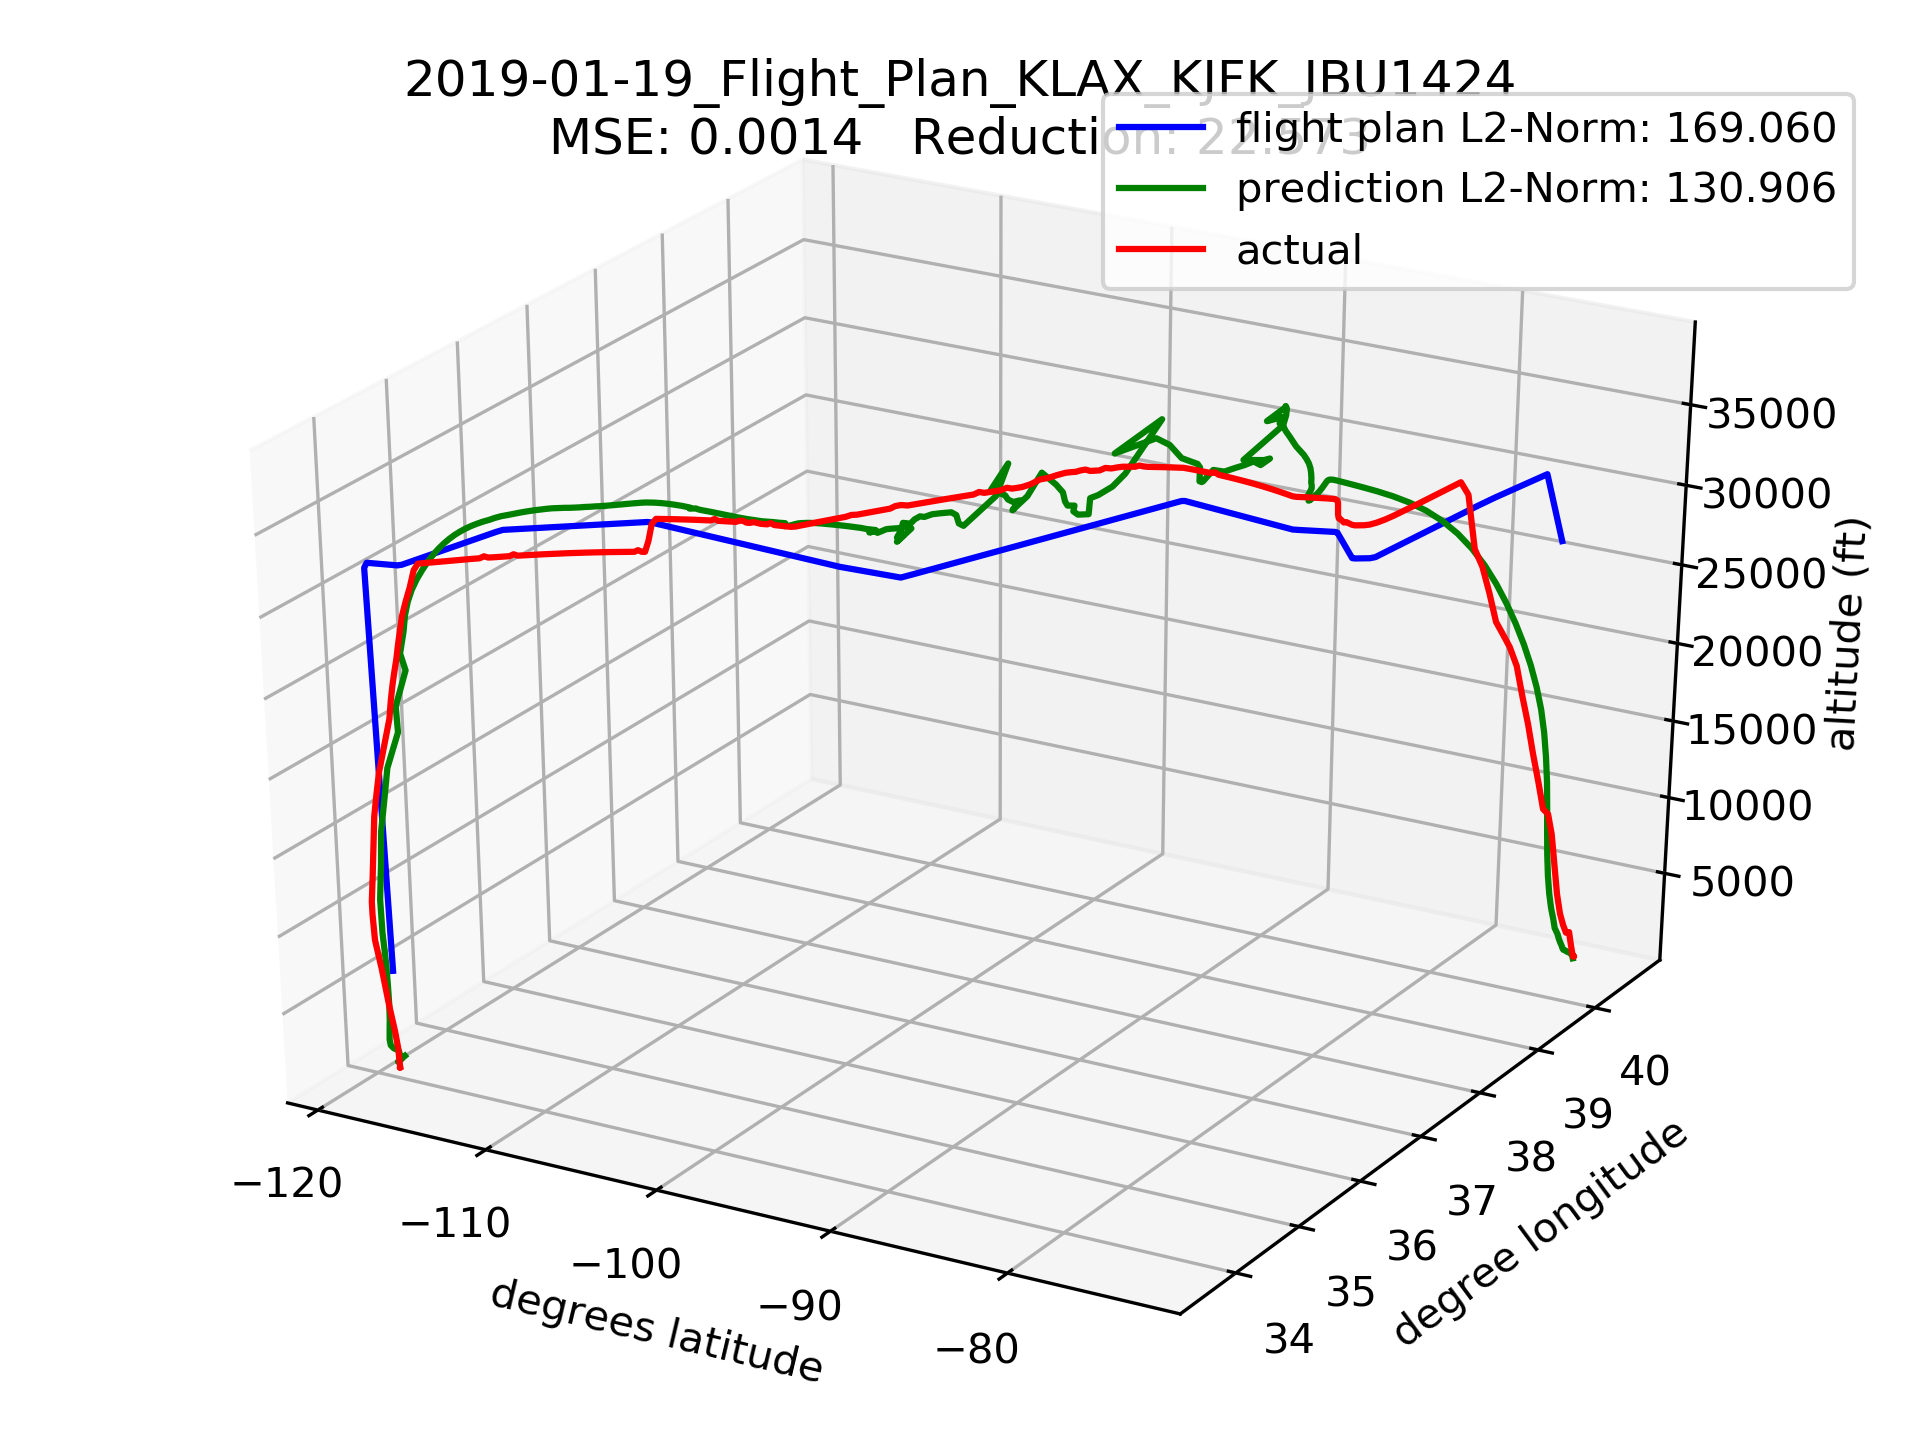 2019-01-19_Flight_Plan_KLAX_KJFK_JBU1424
MSE: 0.0014 Reduction: 22.573
flight plan L2-Norm: 169.060
prediction L2-Norm: 130.906
actual
35000
30000
25000
20000
15000
10000
5000
altitude (ft)
40
39
38
37
36
35
34
degree longitude
−120
−110
−100
−90
−80
degrees latitude